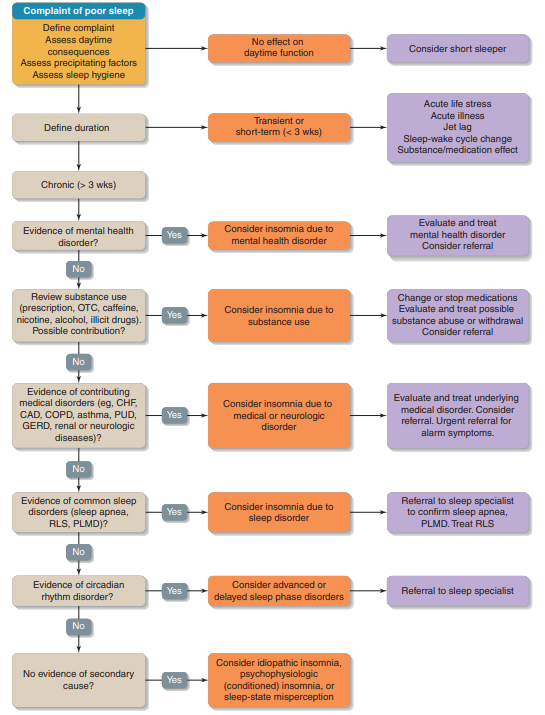 Complaint of poor sleep
Define complaint
Assess daytime
consequences
Assess precipitating factors
Assess sleep hygiene
No effect on
daytime function
Consider short sleeper
Define duration
Transient or
short-term (< 3 wks)
Acute life stress
Acute illness
Jet lag
Sleep-wake cycle change
Substance/medication effect
Chronic (> 3 wks)
Evidence of mental health
disorder?
Yes
Consider insomnia due to
mental health disorder
Evaluate and treat
mental health disorder
Consider referral
No
Review substance use
(prescription, OTC, caffeine,
nicotine, alcohol, illicit drugs).
Possible contribution?
Yes
Consider insomnia due to
substance use
Change or stop medications
Evaluate and treat possible
substance abuse or withdrawal
Consider referral
No
Evidence of contributing
medical disorders (eg, CHF,
CAD, COPD, asthma, PUD,
GERD, renal or neurologic
diseases)?
Yes
Consider insomnia due to
medical or neurologic
disorder
Evaluate and treat underlying
medical disorder. Consider
referral. Urgent referral for
alarm symptoms.
No
Evidence of common sleep
disorders (sleep apnea,
RLS, PLMD)?
Yes
Consider insomnia due to
sleep disorder
Referral to sleep specialist
to confirm sleep apnea,
PLMD. Treat RLS
No
Evidence of circadian
rhythm disorder?
Yes
Consider advanced or
delayed sleep phase disorders
Referral to sleep specialist
No
No evidence of secondary
cause?
Yes
Consider idiopathic insomnia,
psychophysiologic
(conditioned) insomnia, or
sleep-state misperception